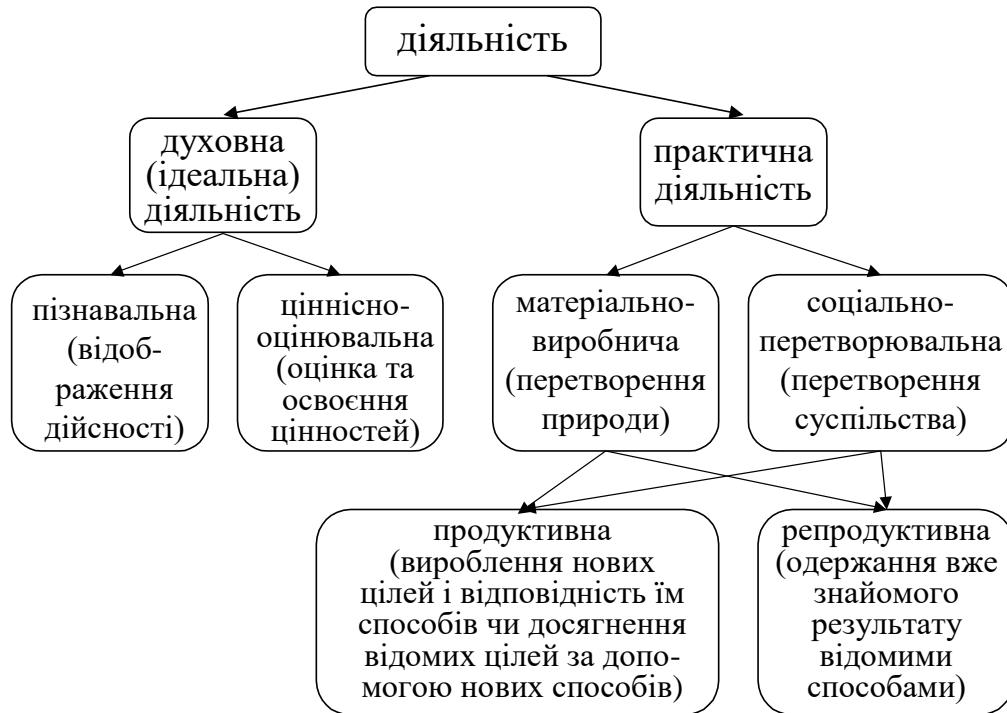 діяльність
духовна
(ідеальна)
діяльність
практична
діяльність
пізнавальна
(відоб-
раження
дійсності)
ціннісно-
оцінювальна
(оцінка та
освоєння
цінностей)
матеріально-
виробнича
(перетворення
природи)
соціально-
перетворювальна
(перетворення
суспільства)
продуктивна
(вироблення нових
цілей і відповідність їм
способів чи досягнення
відомих цілей за допо-
могою нових способів)
репродуктивна
(одержання вже
знайомого
результату
відомими
способами)